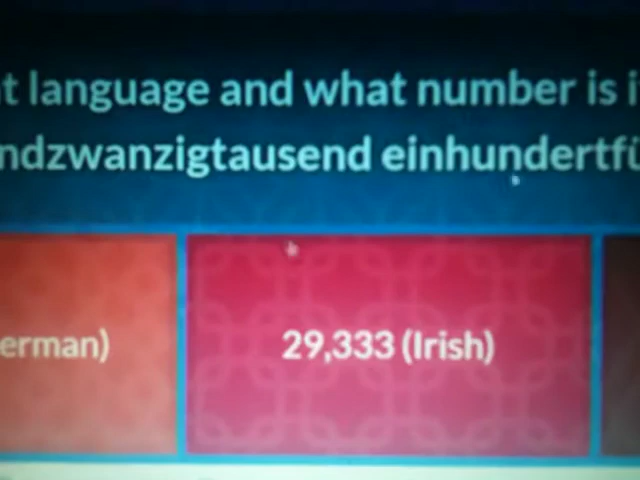 t language and what number is i
ndzwanzigtausend einhundertfü
erman)
29,333 (Irish)